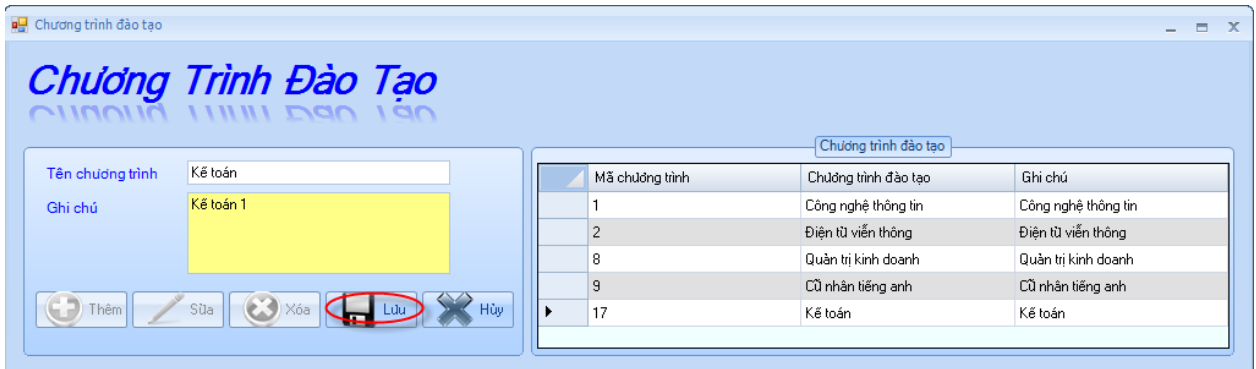 Chương trình đào tạo
Chương Trình Đào Tạo
Chương trình đào tạo
Tên chương trình Kế toán
Ghi chú Kế toán 1
Thêm Sửa Xóa Lưu Hủy
Mã chương trình Chương trình đào tạo Ghi chú
1 Công nghệ thông tin Công nghệ thông tin
2 Điện tử viễn thông Điện tử viễn thông
8 Quản trị kinh doanh Quản trị kinh doanh
9 Cử nhân tiếng anh Cử nhân tiếng anh
17 Kế toán Kế toán